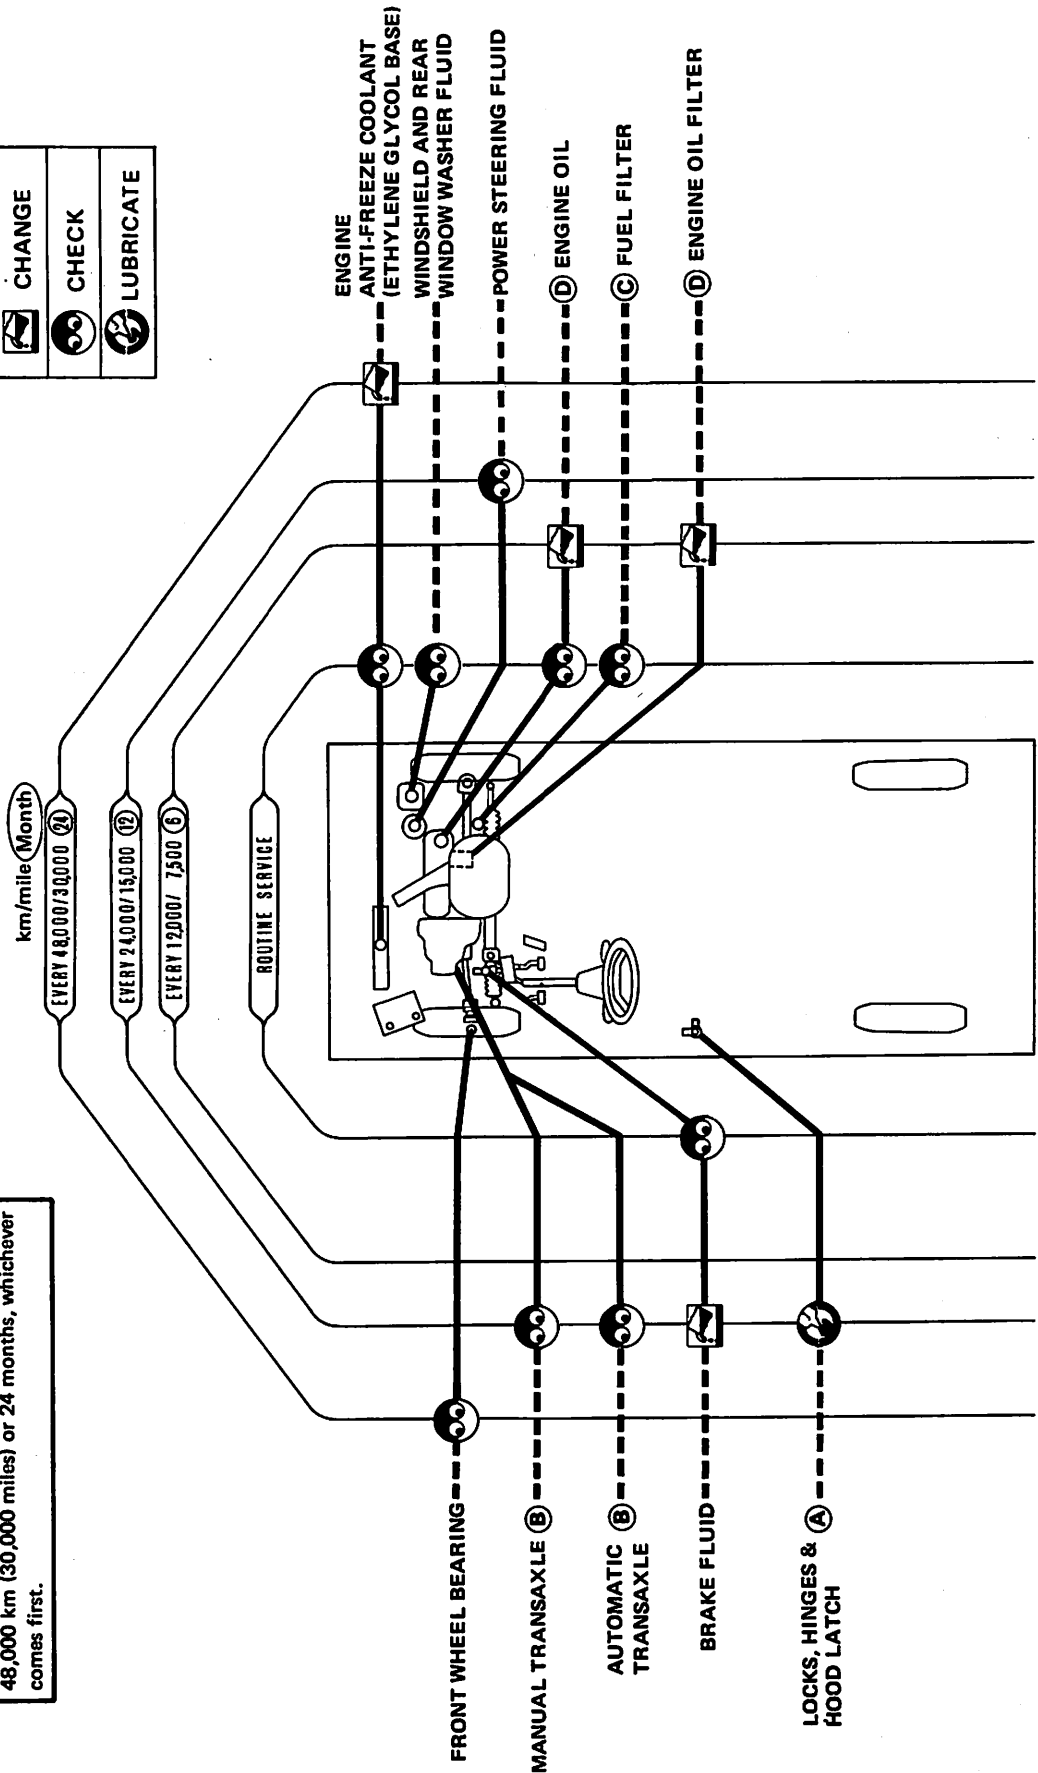 48,000 km (30,000 miles) or 24 months, whichever
comes first.
km/mile Month
EVERY 48,000/30,000 24
EVERY 24,000/15,000 12
EVERY 12,000/ 7,500 6
ROUTINE SERVICE
CHANGE
CHECK
LUBRICATE
FRONT WHEEL BEARING
MANUAL TRANSAXLE B
AUTOMATIC B
TRANSAXLE
BRAKE FLUID
LOCKS, HINGES & A
HOOD LATCH
ENGINE
ANTI-FREEZE COOLANT
(ETHYLENE GLYCOL BASE)
WINDSHIELD AND REAR
WINDOW WASHER FLUID
POWER STEERING FLUID
D ENGINE OIL
C FUEL FILTER
D ENGINE OIL FILTER